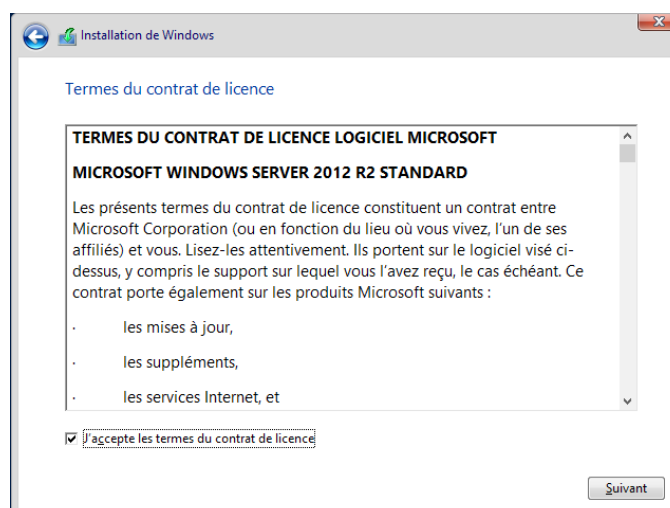 Installation de Windows
Termes du contrat de licence
TERMES DU CONTRAT DE LICENCE LOGICIEL MICROSOFT
MICROSOFT WINDOWS SERVER 2012 R2 STANDARD
Les présents termes du contrat de licence constituent un contrat entre
Microsoft Corporation (ou en fonction du lieu où vous vivez, l'un de ses
affiliés) et vous. Lisez-les attentivement. Ils portent sur le logiciel visé ci-
dessus, y compris le support sur lequel vous l'avez reçu, le cas échéant. Ce
contrat porte également sur les produits Microsoft suivants :
· les mises à jour,
· les suppléments,
· les services Internet, et
J'accepte les termes du contrat de licence
Suivant